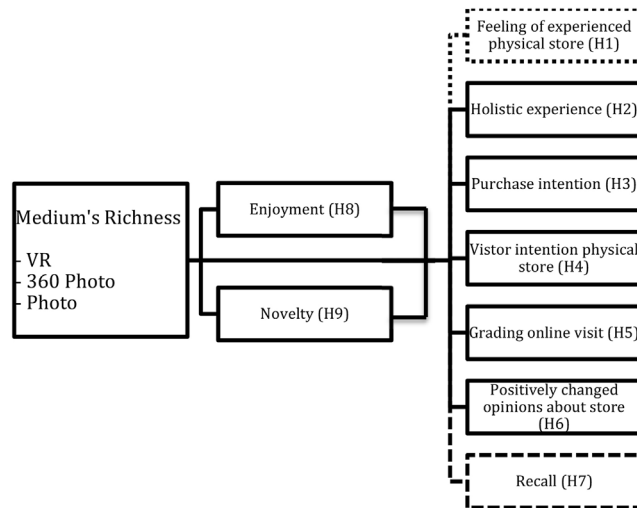 Medium's Richness
- VR
- 360 Photo
- Photo
Enjoyment (H8)
Novelty (H9)
Feeling of experienced
physical store (H1)
Holistic experience (H2)
Purchase intention (H3)
Vistor intention physical
store (H4)
Grading online visit (H5)
Positively changed
opinions about store
(H6)
Recall (H7)